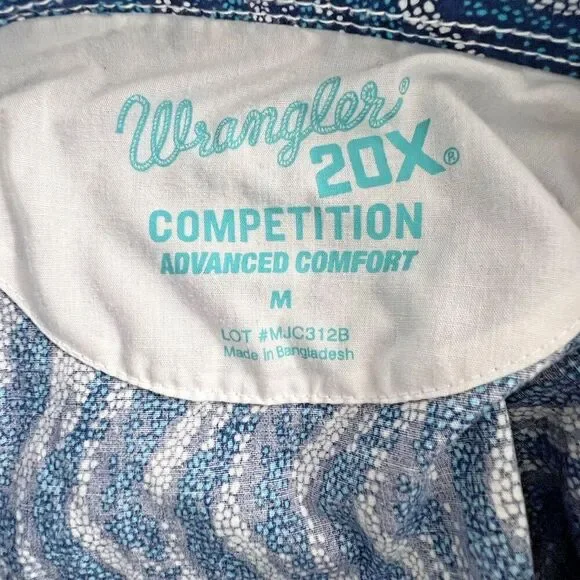 Wrangler®
20X®
COMPETITION
ADVANCED COMFORT
M
LOT #MJC312B
Made in Bangladesh